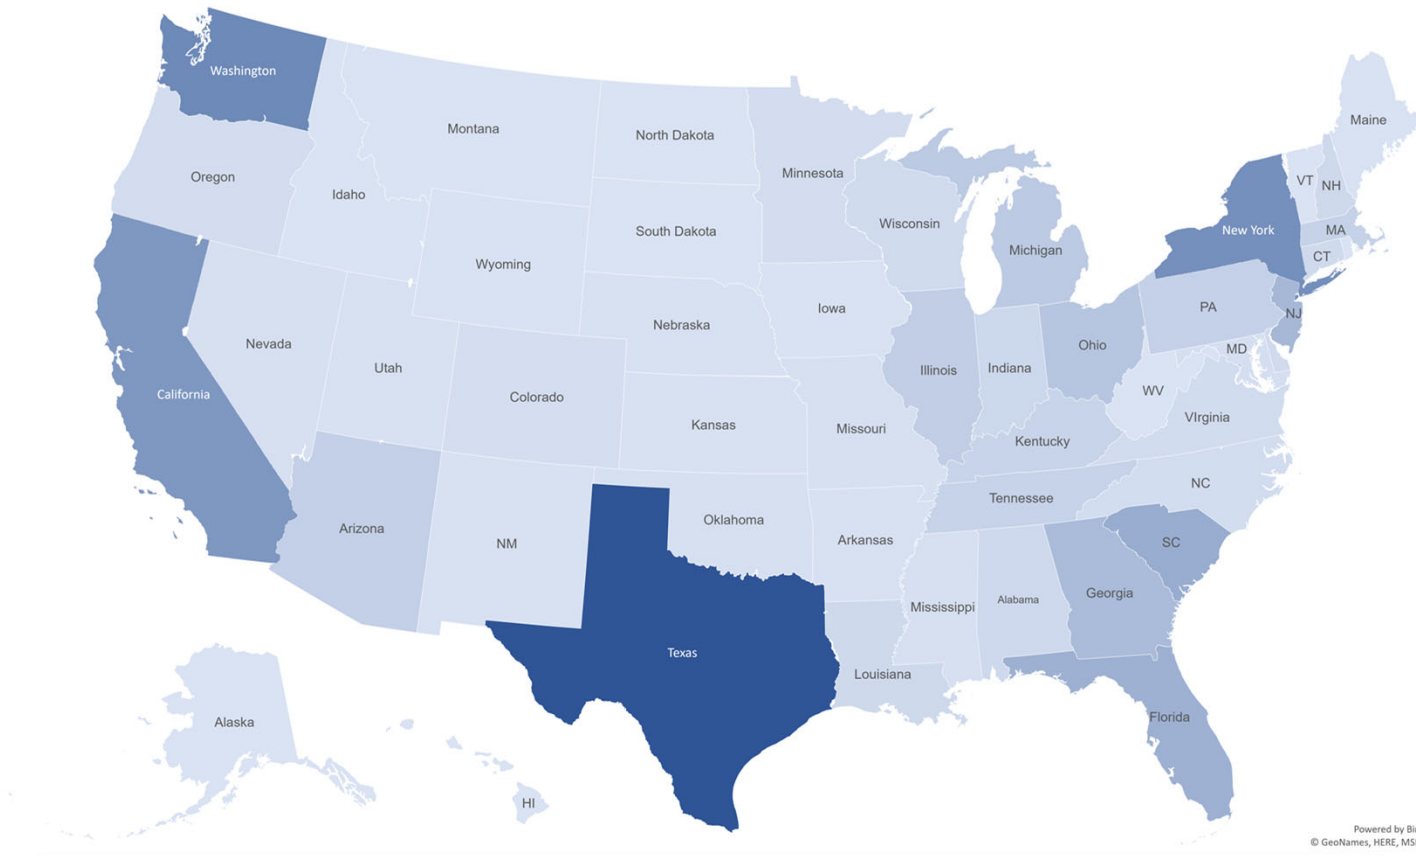 Washington
Montana
North Dakota
Minnesota
Maine
Oregon
Idaho
VT
NH
South Dakota
Wisconsin
New York
MA
Michigan
CT
Wyoming
Iowa
PA
NJ
Nebraska
Nevada
Ohio
MD
Utah
Illinois
Indiana
California
Colorado
WV
Kansas
Missouri
VIrginia
Kentucky
NC
Tennessee
Arizona
Oklahoma
NM
Arkansas
SC
Georgia
Mississippi
Alabama
Texas
Louisiana
Florida
Alaska
HI
Powered by Bin
© GeoNames, HERE, MS